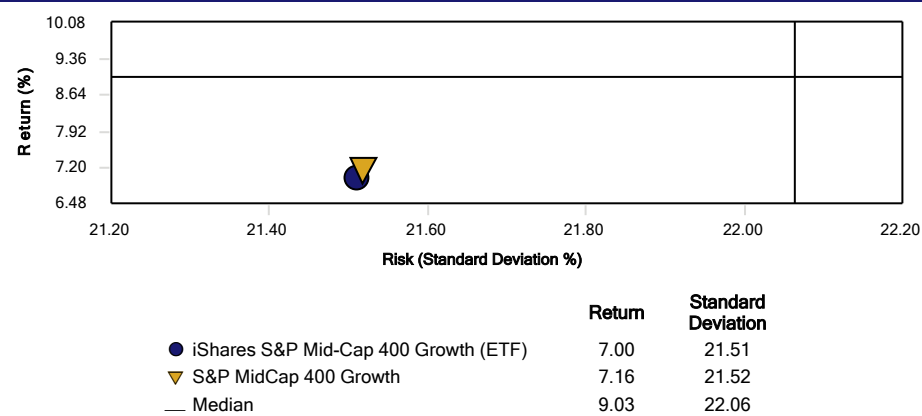 10.08
9.36
8.64
7.92
7.20
6.48
Return (%)
21.20 21.40 21.60 21.80 22.00 22.20
Risk (Standard Deviation %)
Return Standard Deviation
iShares S&P Mid-Cap 400 Growth (ETF) 7.00 21.51
S&P MidCap 400 Growth 7.16 21.52
Median 9.03 22.06